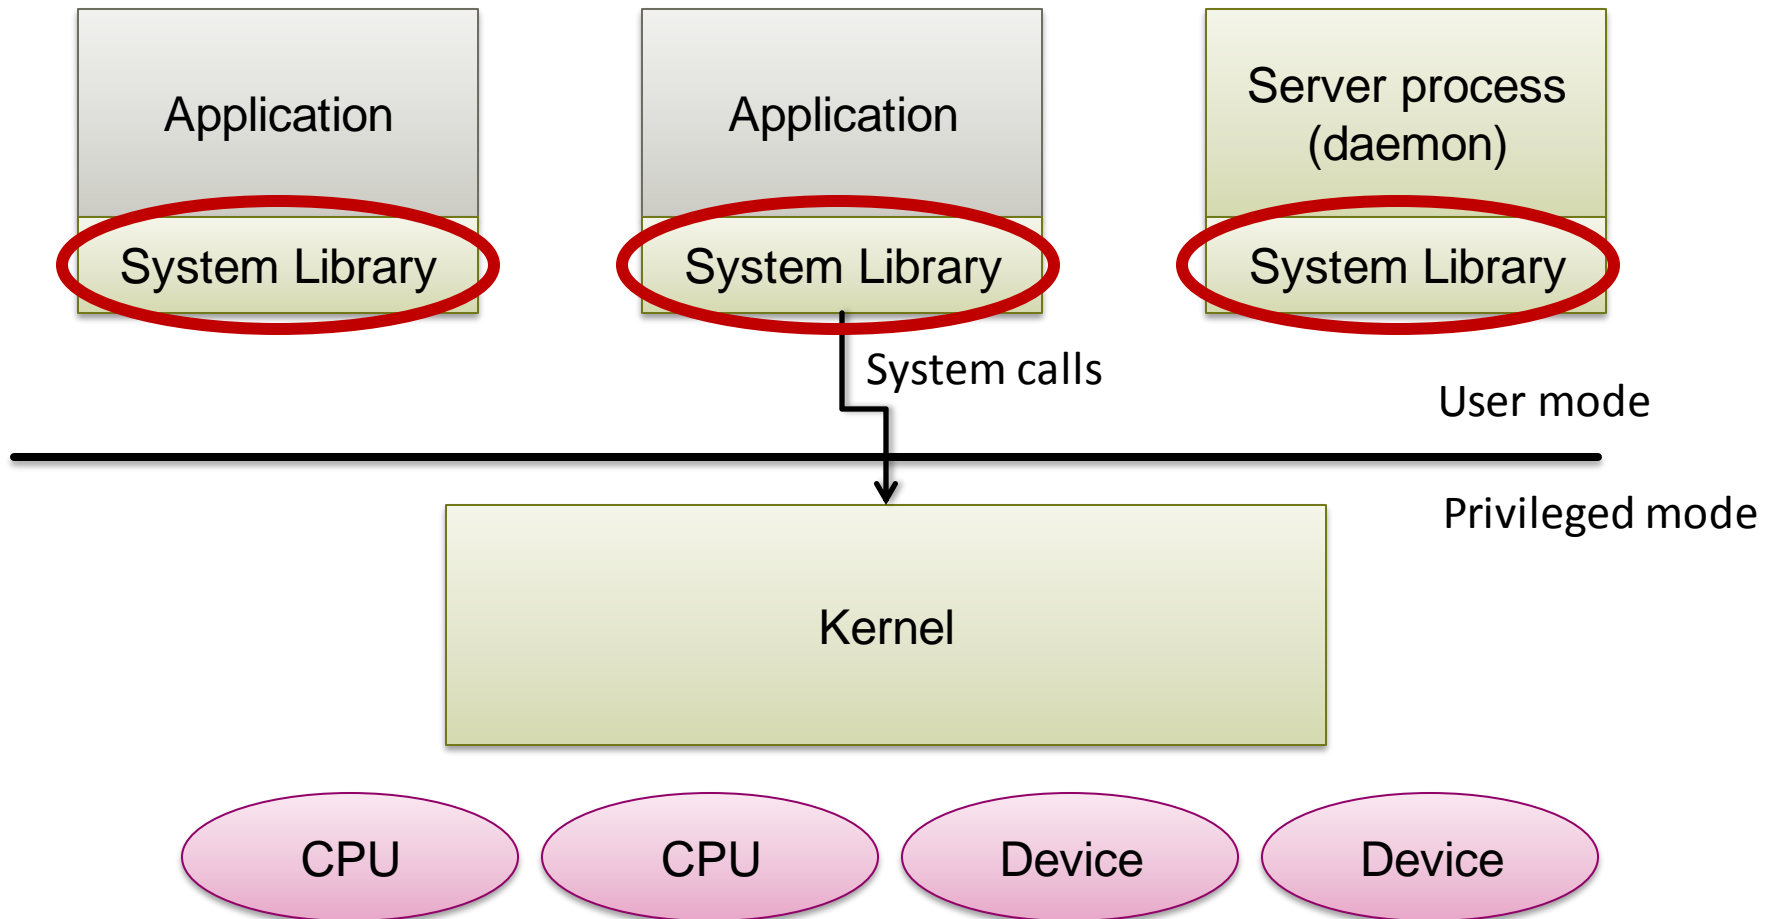 Application
Application
Server process
(daemon)
System Library
System Library
System Library
System calls
User mode
Privileged mode
Kernel
CPU
CPU
Device
Device